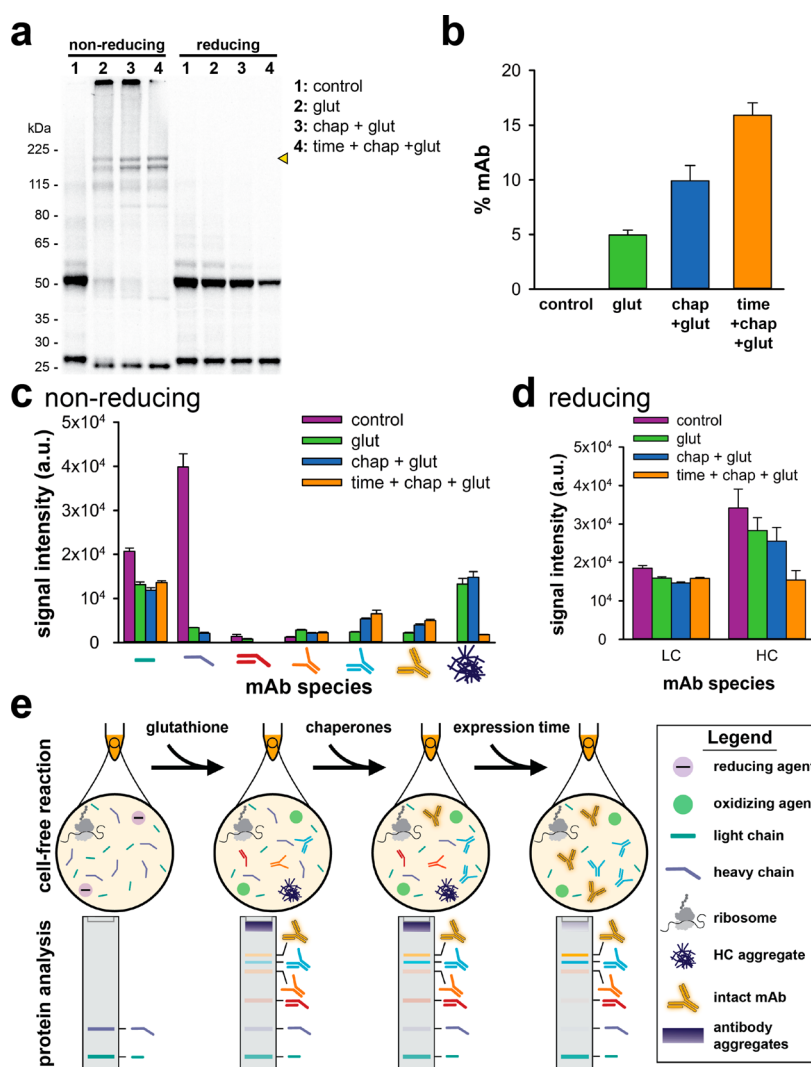 a
non-reducing reducing
1 2 3 4 1 2 3 4
kDa
225 -
115 -
80 -
65 -
50 -
35 -
30 -
25 -
1: control
2: glut
3: chap + glut
4: time + chap +glut
b
% mAb
20
15
10
5
0
control glut chap time
+glut +chap
+glut
c non-reducing
signal intensity (a.u.)
5x10⁴
4x10⁴
3x10⁴
2x10⁴
1x10⁴
0
control
glut
chap + glut
time + chap + glut
mAb species
d reducing
control
glut
chap + glut
time + chap + glut
signal intensity (a.u.)
5x10⁴
4x10⁴
3x10⁴
2x10⁴
1x10⁴
0
LC HC
mAb species
e
glutathione chaperones expression time
cell-free reaction
protein analysis
Legend
reducing agent
oxidizing agent
light chain
heavy chain
ribosome
HC aggregate
intact mAb
antibody
aggregates